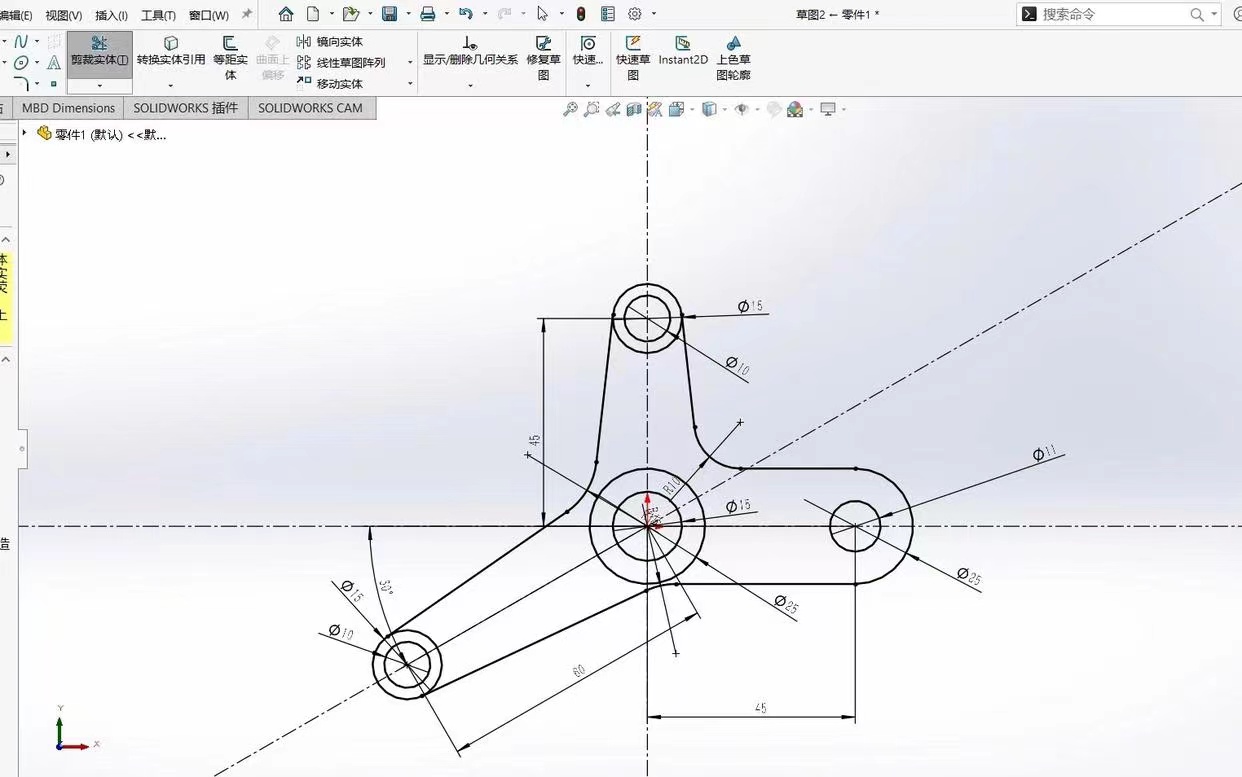 编辑(E) 视图(V) 插入(I) 工具(T) 窗口(W) 草图2 ← 零件1 * 搜索命令
剪裁实体(T) 转换实体引用 等距实体 曲面上偏移 镜向实体 线性草图阵列 移动实体 显示/删除几何关系 修复草图 快速... 快速草图 Instant2D 上色草图轮廓
MBD Dimensions SOLIDWORKS 插件 SOLIDWORKS CAM
零件1 (默认) <<默...
体
实
上
造
Ø15
Ø10
45
R10
Ø11
Ø15
Ø25
Ø25
30°
Ø15
Ø10
60
45
Y
X